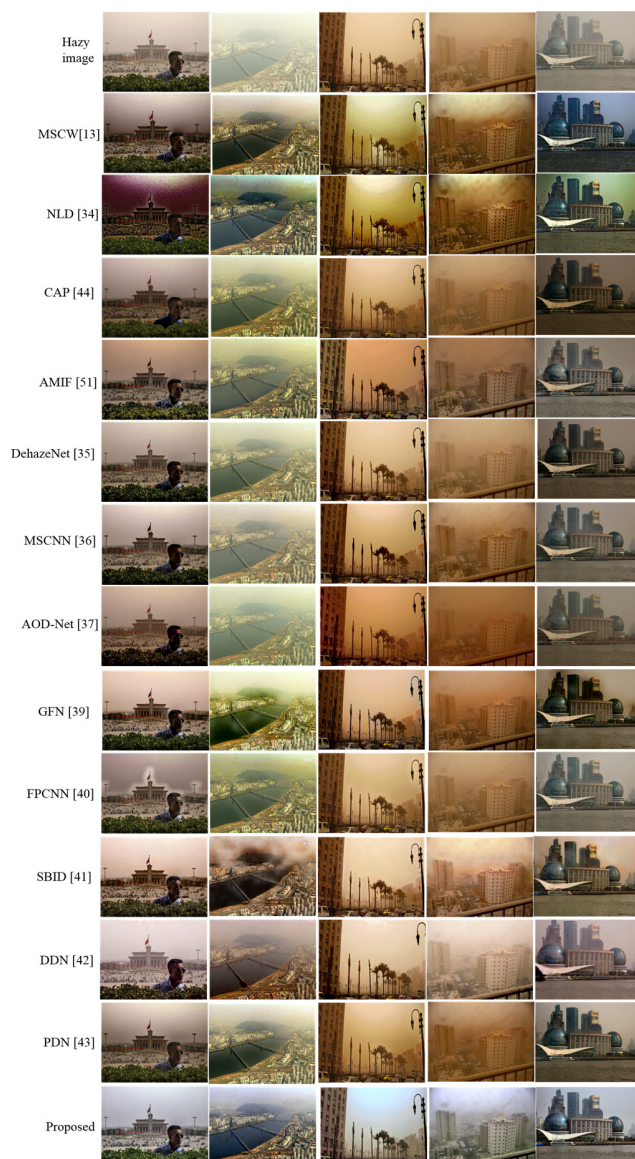 Hazy
image
MSCW[13]
NLD [34]
CAP [44]
AMIF [51]
DehazeNet [35]
MSCNN [36]
AOD-Net [37]
GFN [39]
FPCNN [40]
SBID [41]
DDN [42]
PDN [43]
Proposed